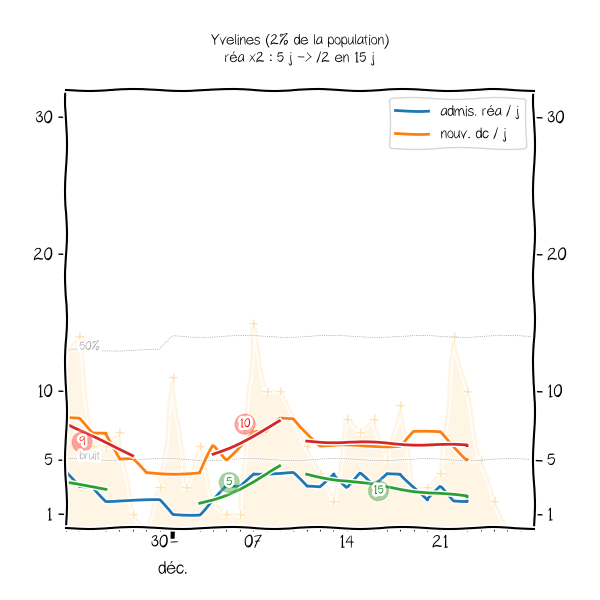 Yvelines (2% de la population)
réa x2 : 5 j -> /2 en 15 j
admis. réa / j
nouv. dc / j
30 30
20 20
50%
10 10
10
9
bruit
5 5
5
15
1 1
30 07 14 21
déc.